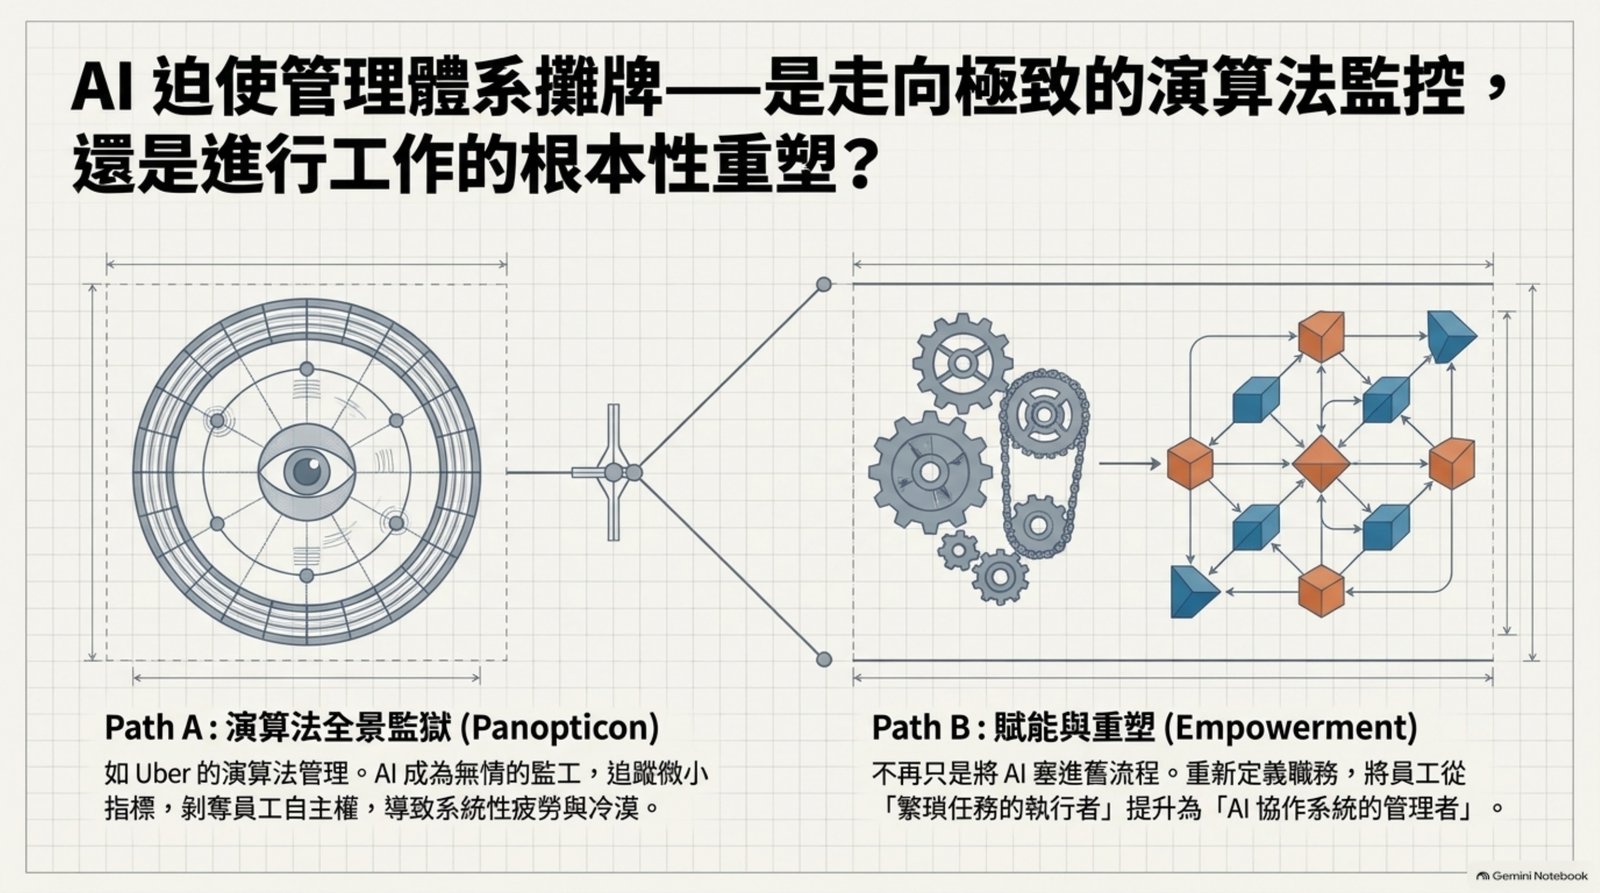 AI 迫使管理體系攤牌——是走向極致的演算法監控，
還是進行工作的根本性重塑？
Path A : 演算法全景監獄 (Panopticon)
如 Uber 的演算法管理。AI 成為無情的監工，追蹤微小
指標，剝奪員工自主權，導致系統性疲勞與冷漠。
Path B : 賦能與重塑 (Empowerment)
不再只是將 AI 塞進舊流程。重新定義職務，將員工從
「繁瑣任務的執行者」提升為「AI 協作系統的管理者」。
Gemini Notebook